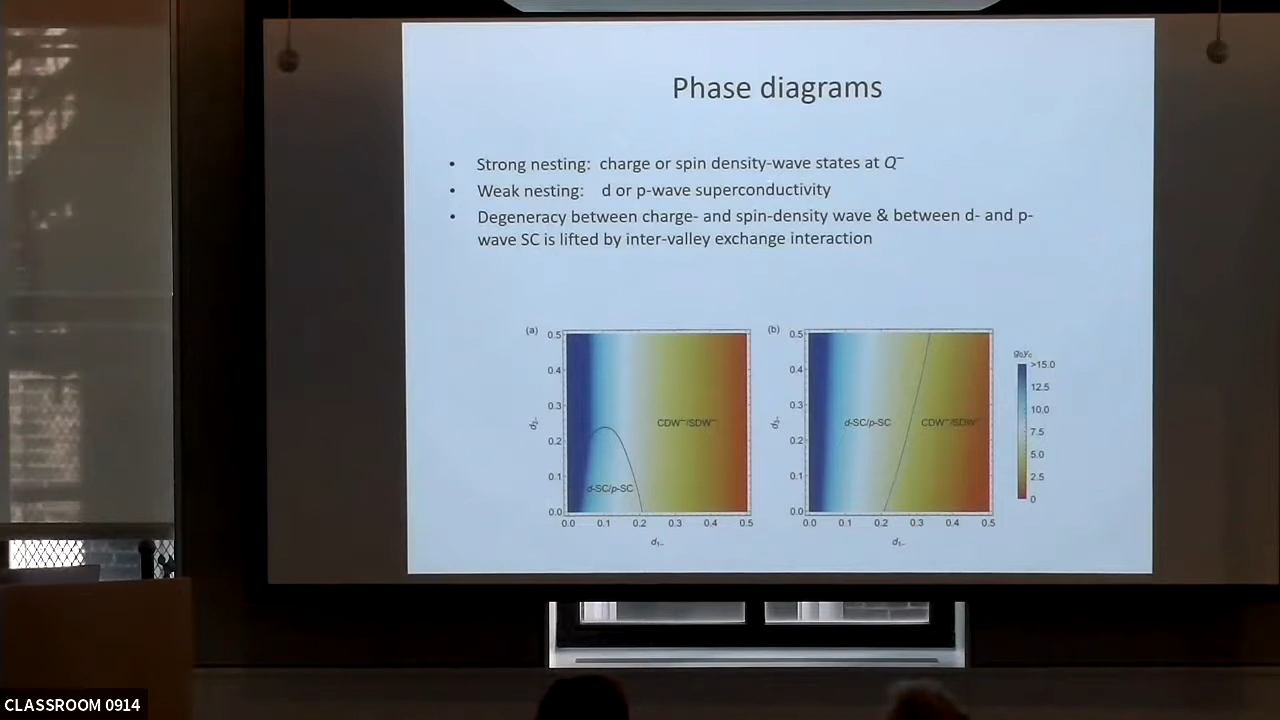 Phase diagrams
• Strong nesting: charge or spin density-wave states at Q⁻
• Weak nesting: d or p-wave superconductivity
• Degeneracy between charge- and spin-density wave & between d- and p-
wave SC is lifted by inter-valley exchange interaction
(a)
0.5
0.4
0.3
0.2
0.1
0.0
CDW⁻/SDW⁻
d-SC/p-SC
0.0 0.1 0.2 0.3 0.4 0.5
d₁₋
(b)
0.5
0.4
0.3
0.2
0.1
0.0
d-SC/p-SC CDW⁻/SDW⁻
0.0 0.1 0.2 0.3 0.4 0.5
d₁₋
>15.0
12.5
10.0
7.5
5.0
2.5
0
CLASSROOM 0914